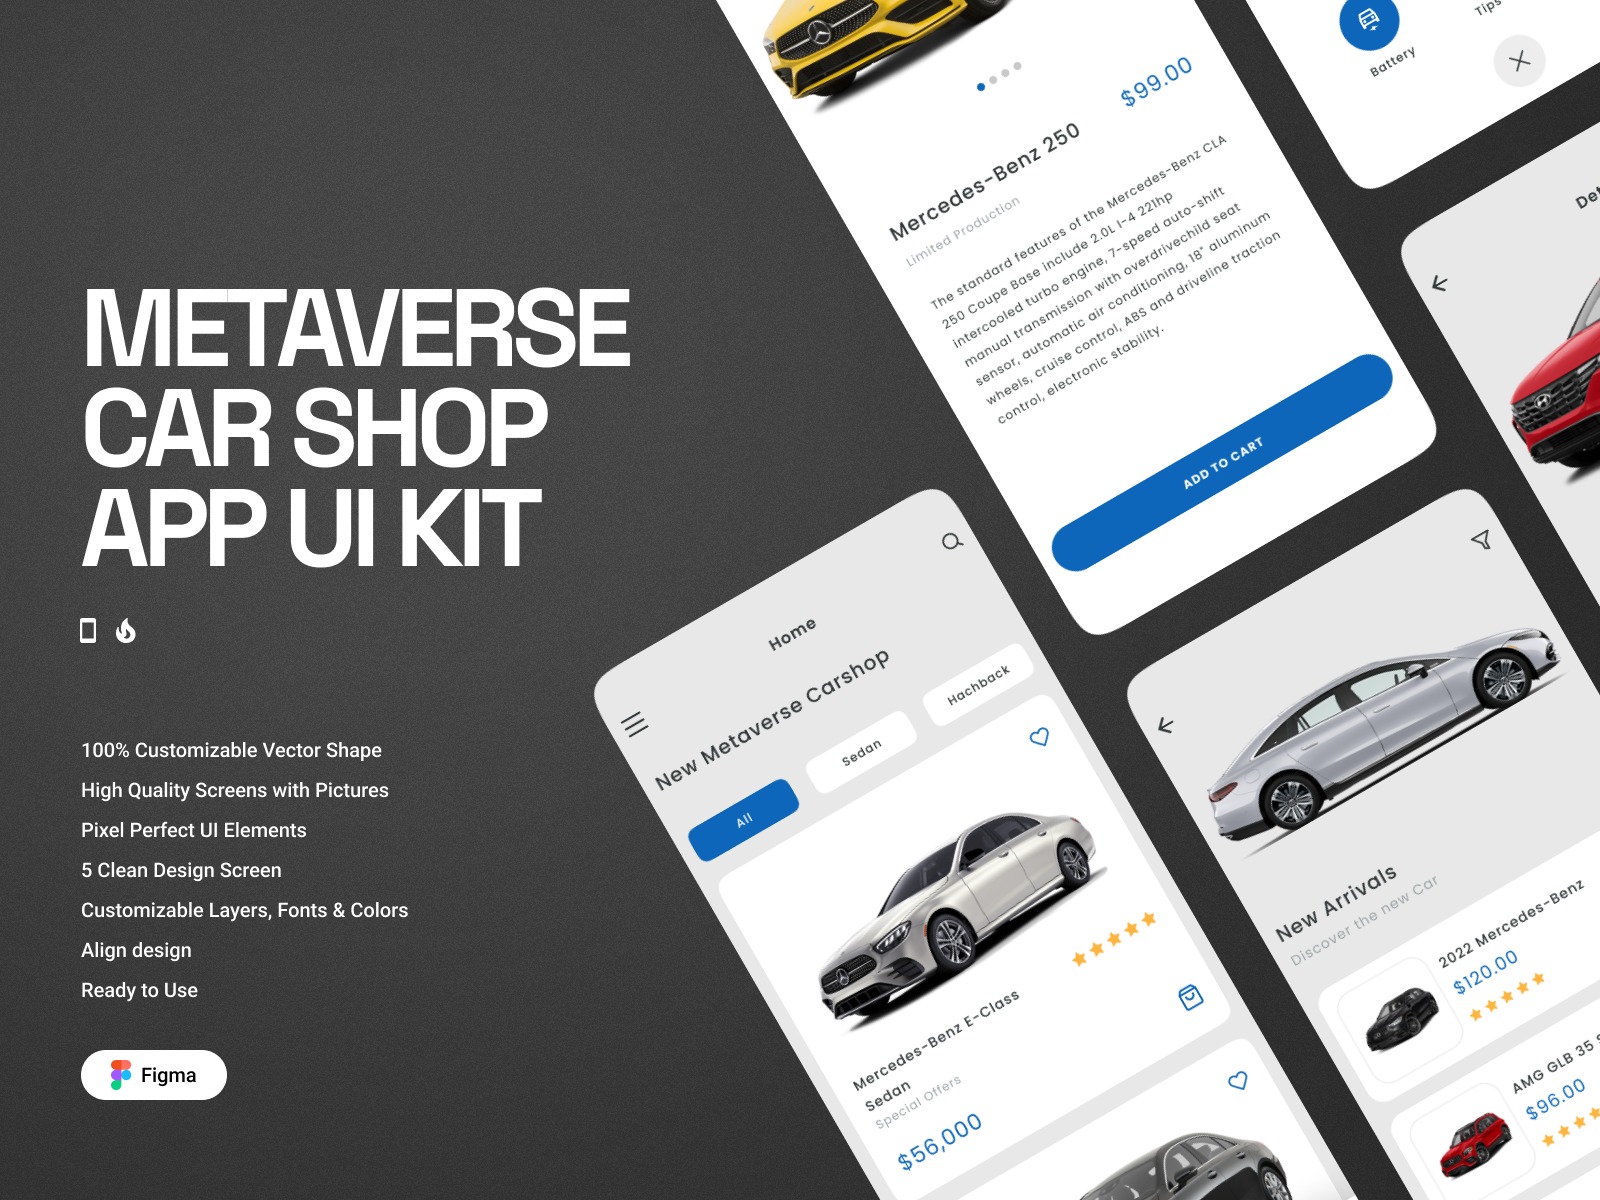 METAVERSE
CAR SHOP
APP UI KIT
100% Customizable Vector Shape
High Quality Screens with Pictures
Pixel Perfect UI Elements
5 Clean Design Screen
Customizable Layers, Fonts & Colors
Align design
Ready to Use
Figma
$99.00
Mercedes-Benz 250
Limited Production
The standard features of the Mercedes-Benz CLA
250 Coupe Base include 2.0L I-4 221hp
intercooled turbo engine, 7-speed auto-shift
manual transmission with overdrivechild seat
sensor, automatic air conditioning, 18" aluminum
wheels, cruise control, ABS and driveline traction
control, electronic stability.
ADD TO CART
Battery
Tips
Home
New Metaverse Carshop
All
Sedan
Hachback
Mercedes-Benz E-Class
Sedan
Special Offers
$56,000
New Arrivals
Discover the new Car
2022 Mercedes-Benz
$120.00
AMG GLB 35
$96.00